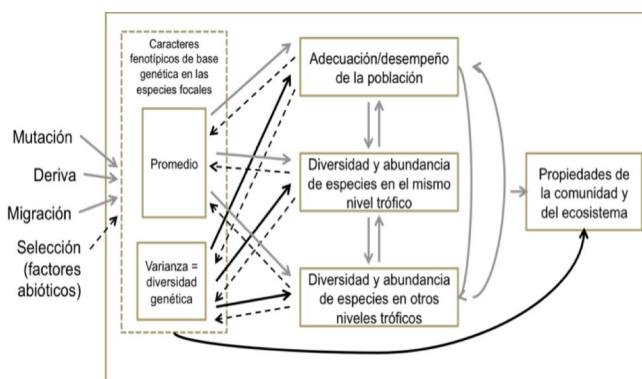 Caracteres
fenotípicos de base
genética en las
especies focales
Promedio
Varianza =
diversidad
genética
Mutación
Deriva
Migración
Selección
(factores
abióticos)
Adecuación/desempeño
de la población
Diversidad y abundancia
de especies en el mismo
nivel trófico
Diversidad y abundancia
de especies en otros
niveles tróficos
Propiedades de
la comunidad y
del ecosistema